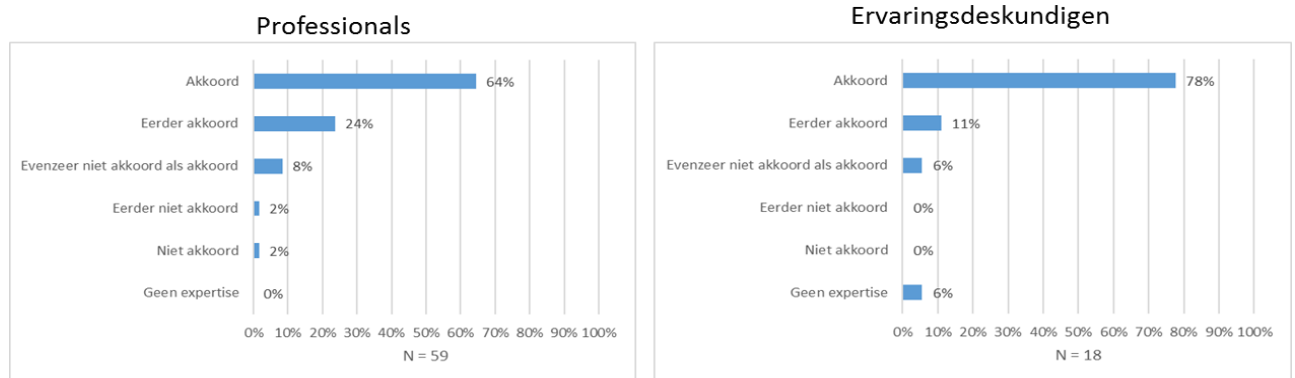 Professionals
Akkoord 64%
Eerder akkoord 24%
Evenzeer niet akkoord als akkoord 8%
Eerder niet akkoord 2%
Niet akkoord 2%
Geen expertise 0%
0% 10% 20% 30% 40% 50% 60% 70% 80% 90% 100%
N = 59
Ervaringsdeskundigen
Akkoord 78%
Eerder akkoord 11%
Evenzeer niet akkoord als akkoord 6%
Eerder niet akkoord 0%
Niet akkoord 0%
Geen expertise 6%
0% 10% 20% 30% 40% 50% 60% 70% 80% 90% 100%
N = 18